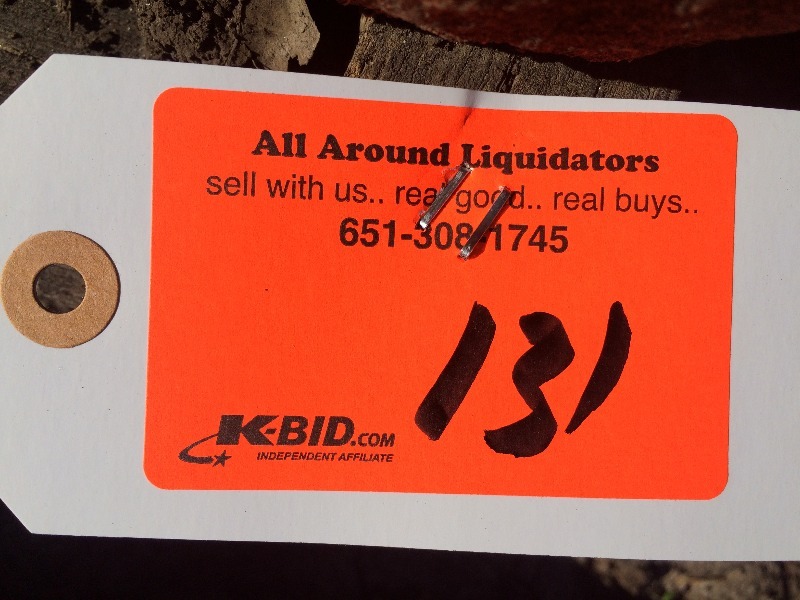 All Around Liquidators
sell with us.. real good.. real buys..
651-308-1745
131
K-BID.COM
INDEPENDENT AFFILIATE